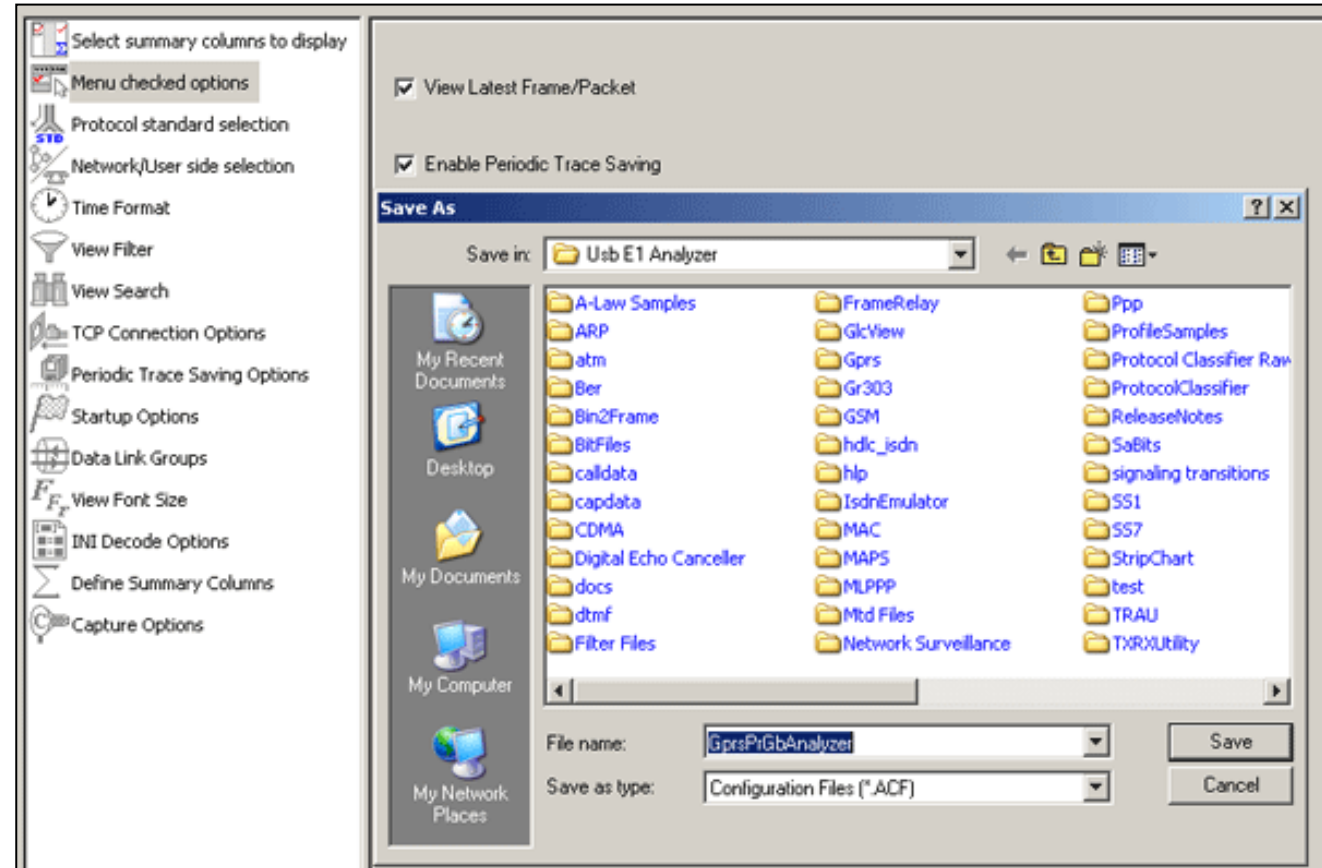 Select summary columns to display
Menu checked options
STD Protocol standard selection
Network/User side selection
Time Format
View Filter
View Search
TCP Connection Options
Periodic Trace Saving Options
Startup Options
Data Link Groups
View Font Size
INI Decode Options
Define Summary Columns
Capture Options
View Latest Frame/Packet
Enable Periodic Trace Saving
Save As
Save in: Usb E1 Analyzer
My Recent
Documents
Desktop
My Documents
My Computer
My Network
Places
A-Law Samples
ARP
atm
Ber
Bin2Frame
BitFiles
calldata
capdata
CDMA
Digital Echo Canceller
docs
dtmf
Filter Files
FrameRelay
GlcView
Gprs
Gr303
GSM
hdlc_isdn
hlp
IsdnEmulator
MAC
MAPS
MLPPP
Mtd Files
Network Surveillance
Ppp
ProfileSamples
Protocol Classifier Raw
ProtocolClassifier
ReleaseNotes
SaBits
signaling transitions
SS1
SS7
StripChart
test
TRAU
TXRXUtility
File name: GprsPrGbAnalyzer
Save
Save as type: Configuration Files (*.ACF)
Cancel